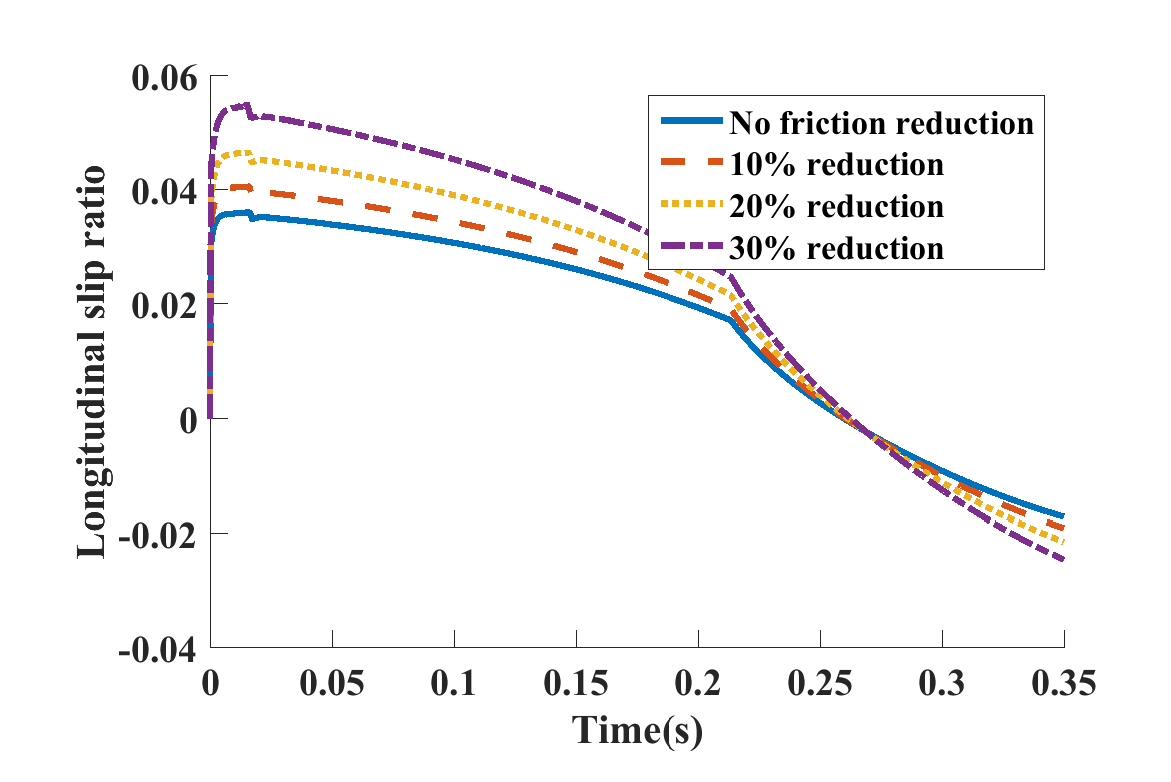 0.06
0.04
0.02
0
-0.02
-0.04
Longitudinal slip ratio
No friction reduction
10% reduction
20% reduction
30% reduction
0 0.05 0.1 0.15 0.2 0.25 0.3 0.35
Time(s)